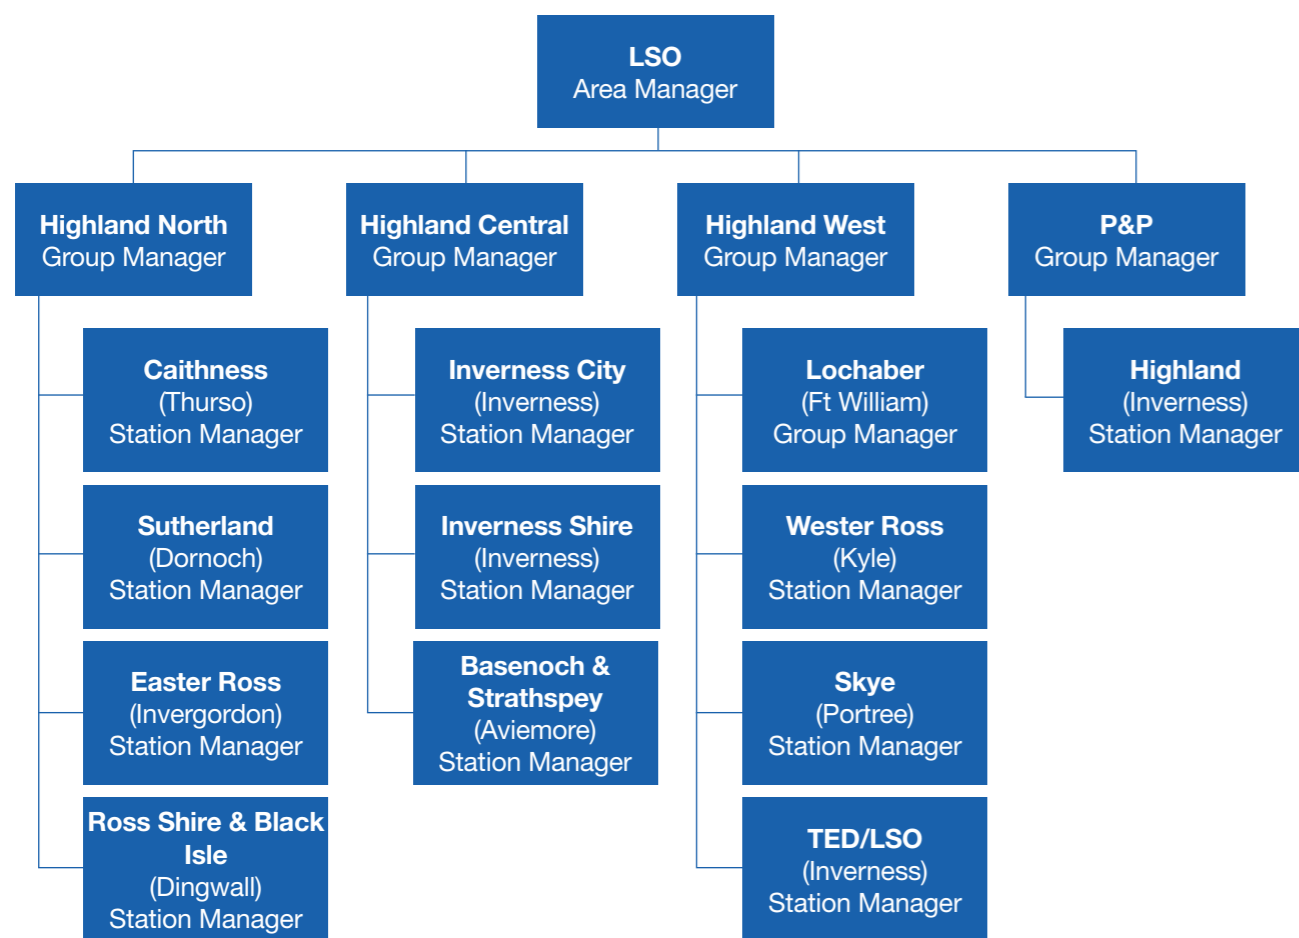 LSO
Area Manager
Highland North
Group Manager
Caithness
(Thurso)
Station Manager
Sutherland
(Dornoch)
Station Manager
Easter Ross
(Invergordon)
Station Manager
Ross Shire & Black
Isle
(Dingwall)
Station Manager
Highland Central
Group Manager
Inverness City
(Inverness)
Station Manager
Inverness Shire
(Inverness)
Station Manager
Basenoch &
Strathspey
(Aviemore)
Station Manager
Highland West
Group Manager
Lochaber
(Ft William)
Group Manager
Wester Ross
(Kyle)
Station Manager
Skye
(Portree)
Station Manager
TED/LSO
(Inverness)
Station Manager
P&P
Group Manager
Highland
(Inverness)
Station Manager